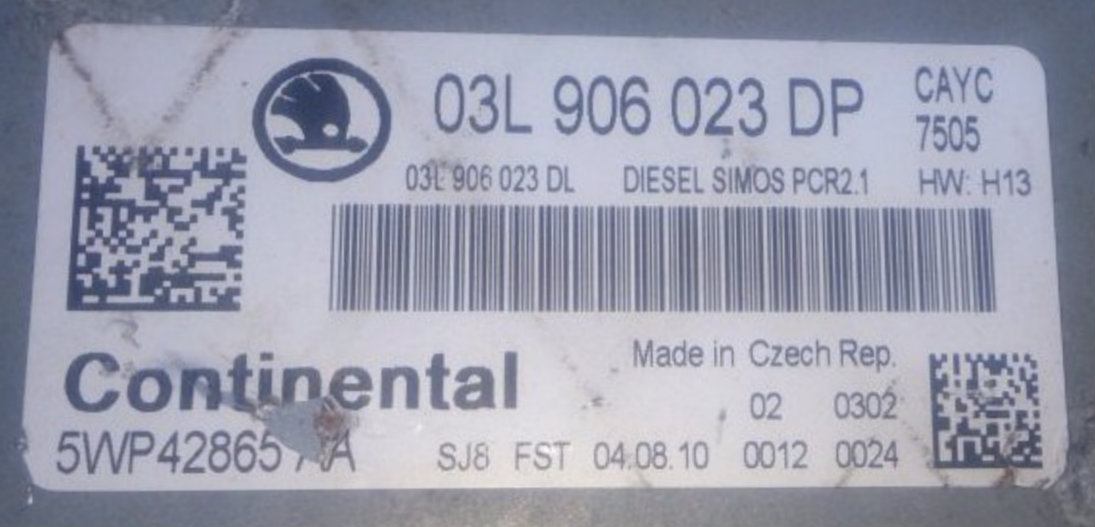 03L 906 023 DP
CAYC
7505
03L 906 023 DL DIESEL SIMOS PCR2.1 HW: H13
Continental
Made in Czech Rep.
02 0302
5WP42865
SJ8 FST 04.08.10 0012 0024